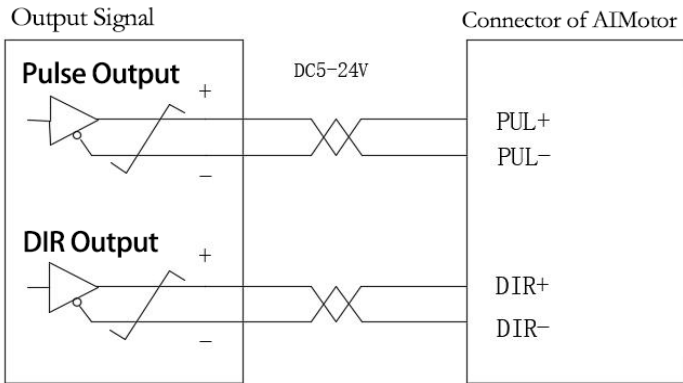 Output Signal
Connector of AIMotor
Pulse Output
+
DC5-24V
PUL+
PUL-
−
DIR Output
+
DIR+
DIR-
−